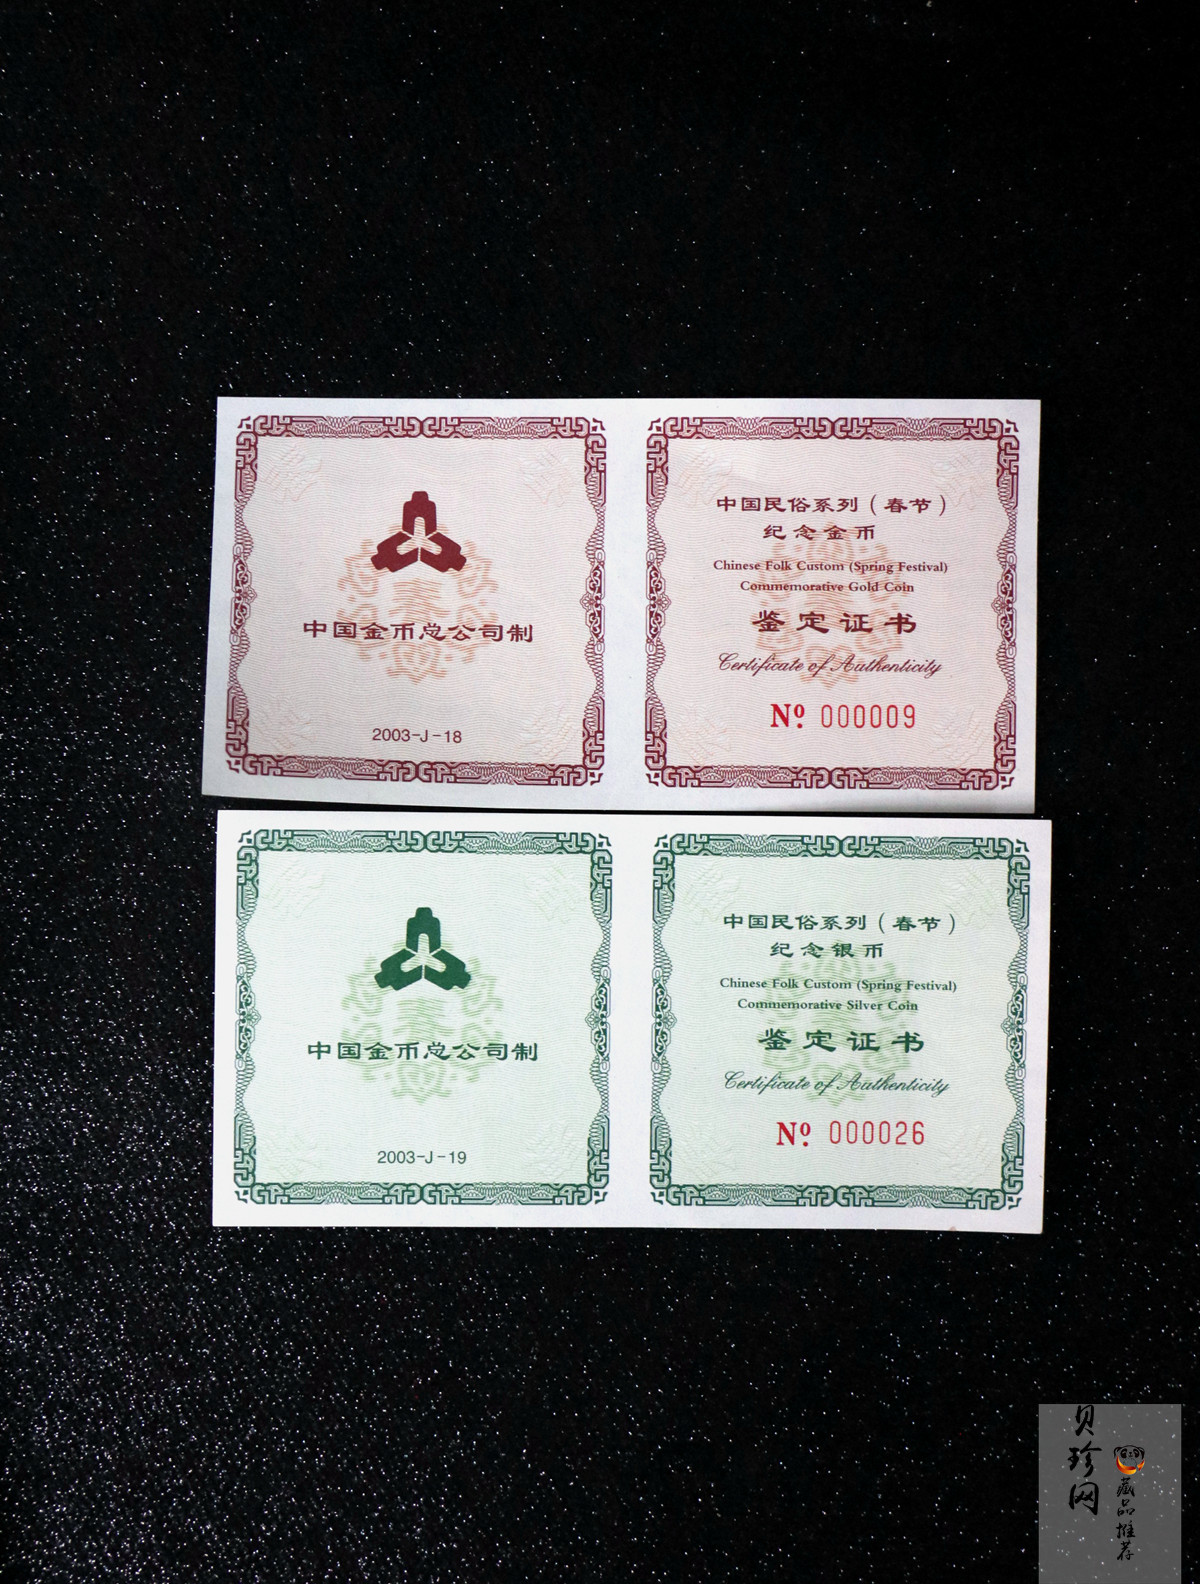 中国金币总公司制
2003-J-18
中国民俗系列（春节）
纪念金币
Chinese Folk Custom (Spring Festival)
Commemorative Gold Coin
鉴定证书
Certificate of Authenticity
Nº 000009
中国金币总公司制
2003-J-19
中国民俗系列（春节）
纪念银币
Chinese Folk Custom (Spring Festival)
Commemorative Silver Coin
鉴定证书
Certificate of Authenticity
Nº 000026
贝珍网
藏品推荐